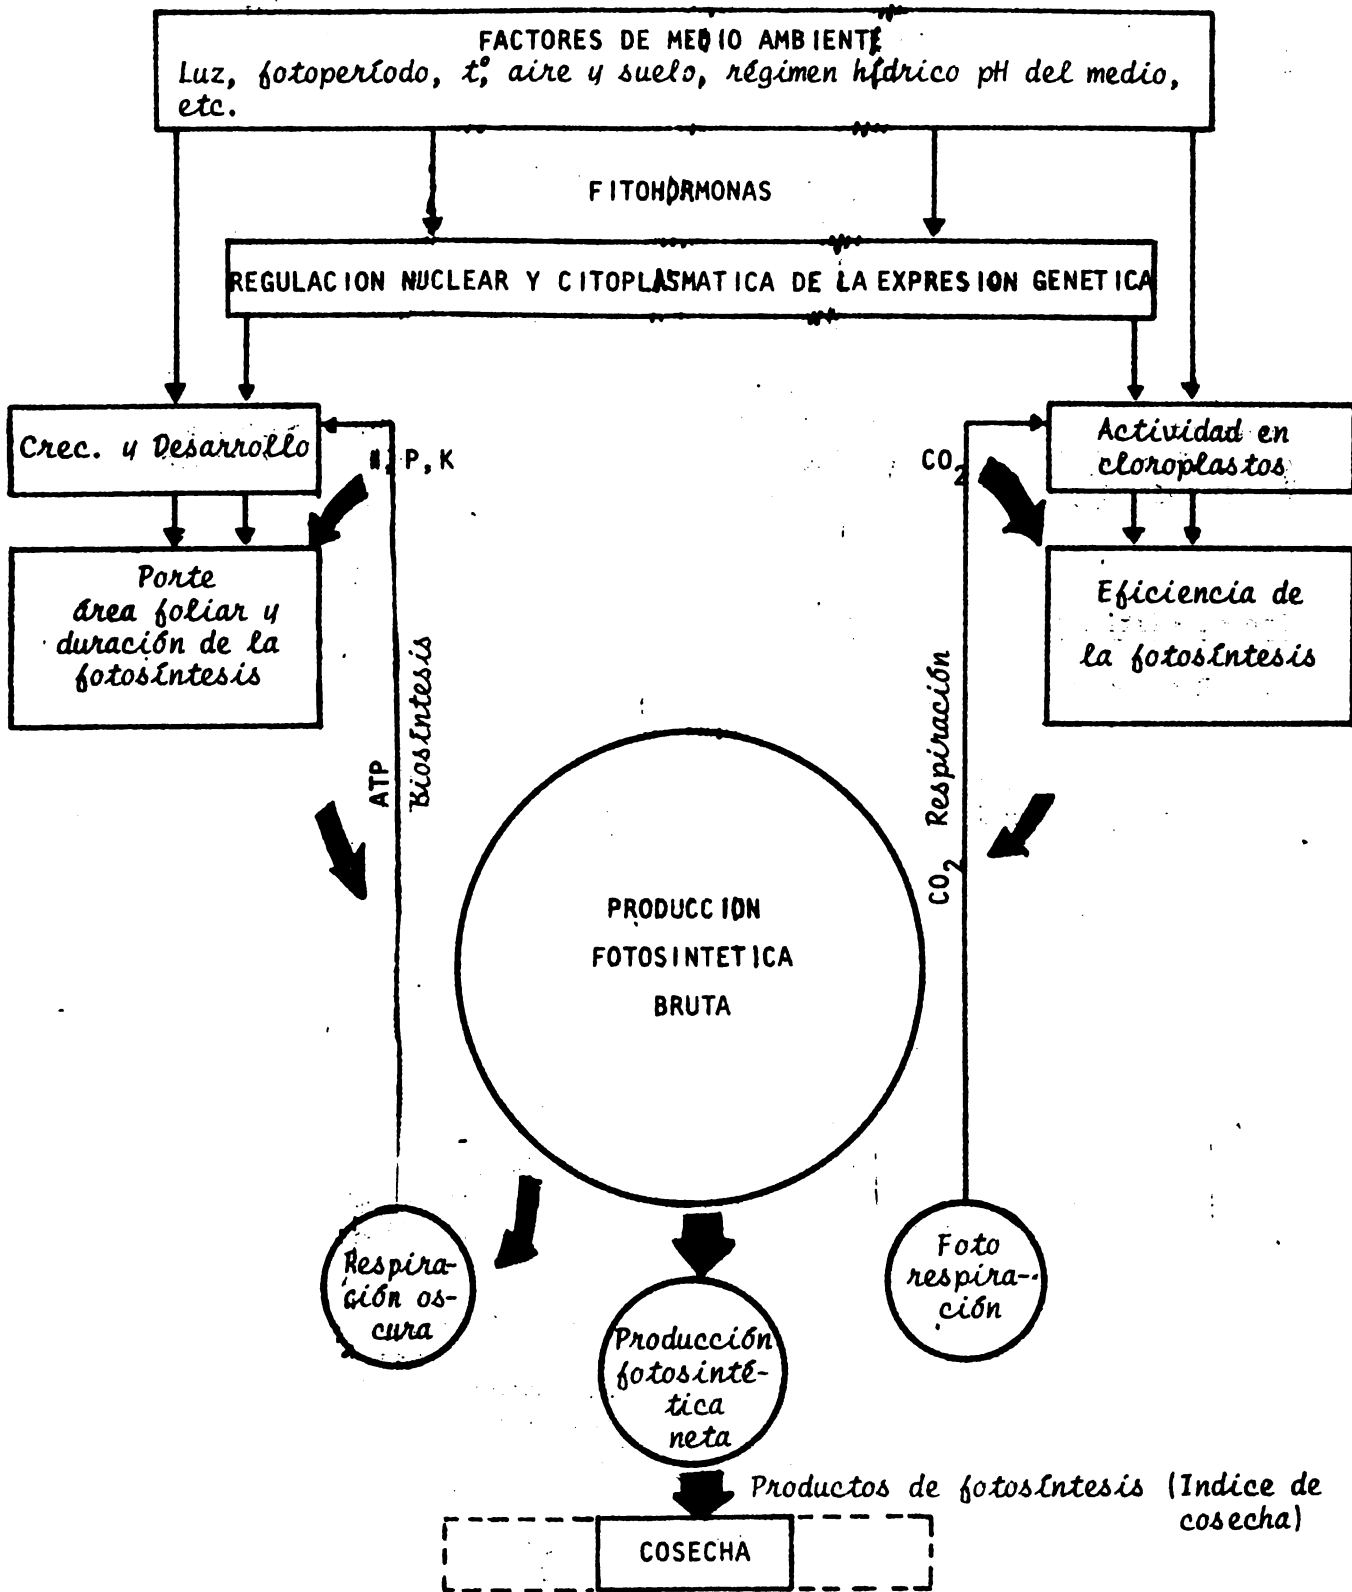 FACTORES DE MEDIO AMBIENTE
Luz, fotoperíodo, t°, aire y suelo, régimen hídrico pH del medio,
etc.
FITOHORMONAS
REGULACION NUCLEAR Y CITOPLASMATICA DE LA EXPRESION GENETICA
Crec. y Desarrollo
N, P, K
CO2
Actividad en
cloroplastos
Porte
área foliar y
duración de la
fotosíntesis
Eficiencia de
la fotosíntesis
ATP
Biosíntesis
Respiración
CO2
PRODUCCION
FOTOSINTETICA
BRUTA
Respira-
ción os-
cura
Foto
respira-
ción
Producción
fotosinté-
tica
neta
Productos de fotosíntesis (Indice de
cosecha)
COSECHA